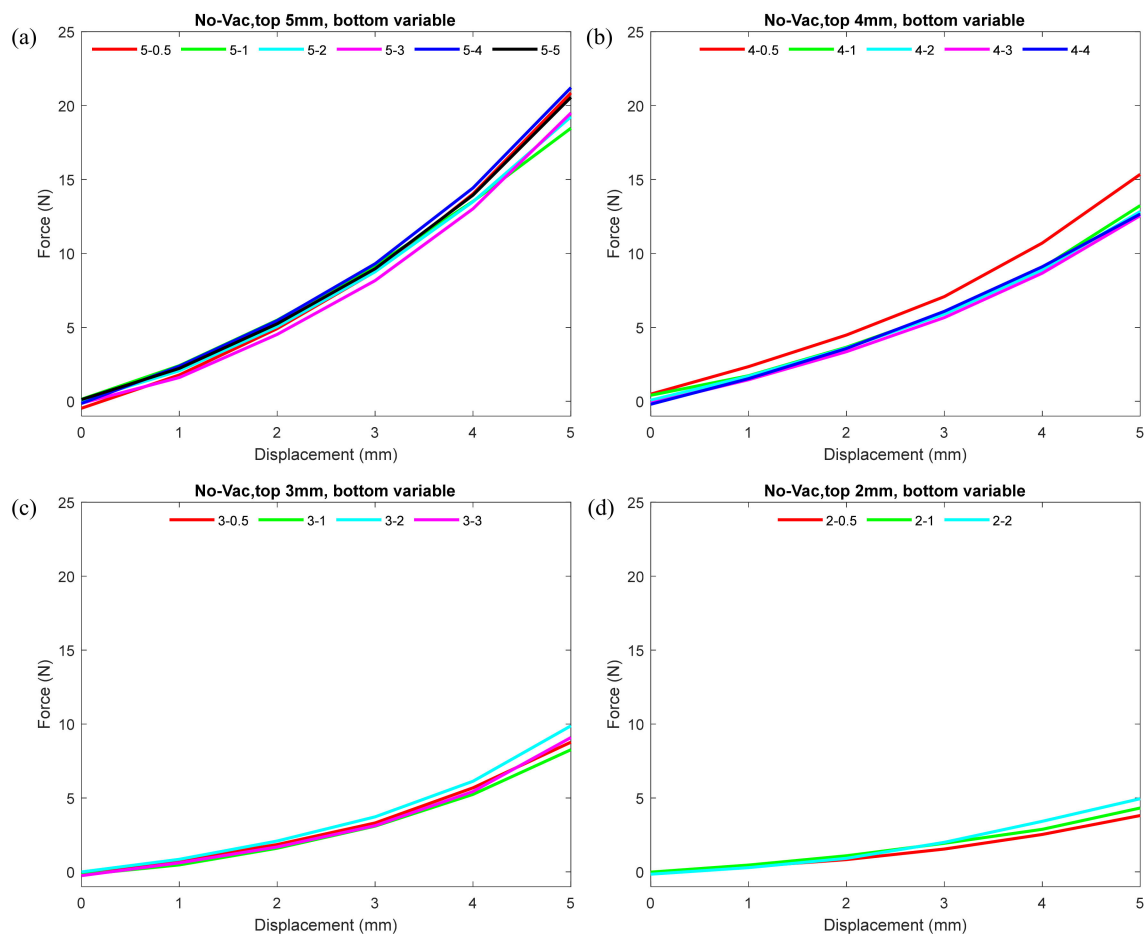 No-Vac,top 5mm, bottom variable
(a)
5-0.5 5-1 5-2 5-3 5-4 5-5
25
20
15
10
5
0
Force (N)
0 1 2 3 4 5
Displacement (mm)
No-Vac,top 4mm, bottom variable
(b)
4-0.5 4-1 4-2 4-3 4-4
25
20
15
10
5
0
Force (N)
0 1 2 3 4 5
Displacement (mm)
No-Vac,top 3mm, bottom variable
(c)
3-0.5 3-1 3-2 3-3
25
20
15
10
5
0
Force (N)
0 1 2 3 4 5
Displacement (mm)
No-Vac,top 2mm, bottom variable
(d)
2-0.5 2-1 2-2
25
20
15
10
5
0
Force (N)
0 1 2 3 4 5
Displacement (mm)